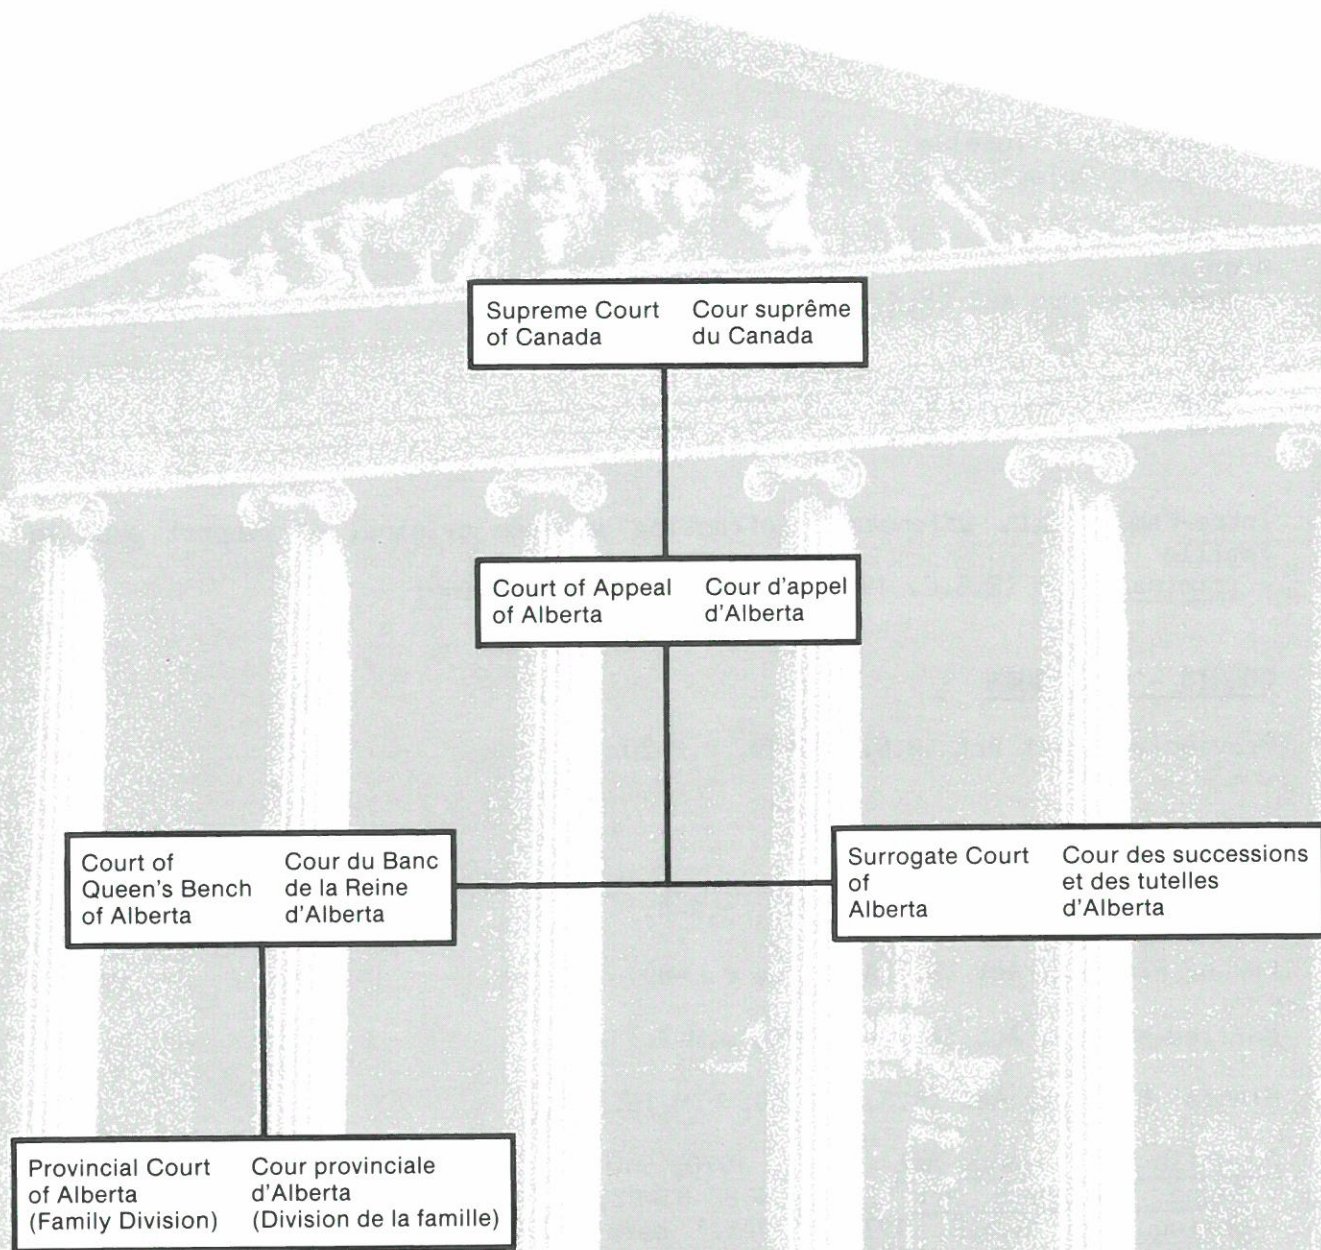 Supreme Court
of Canada
Cour suprême
du Canada
Court of Appeal
of Alberta
Cour d'appel
d'Alberta
Court of
Queen's Bench
of Alberta
Cour du Banc
de la Reine
d'Alberta
Surrogate Court
of
Alberta
Cour des successions
et des tutelles
d'Alberta
Provincial Court
of Alberta
(Family Division)
Cour provinciale
d'Alberta
(Division de la famille)